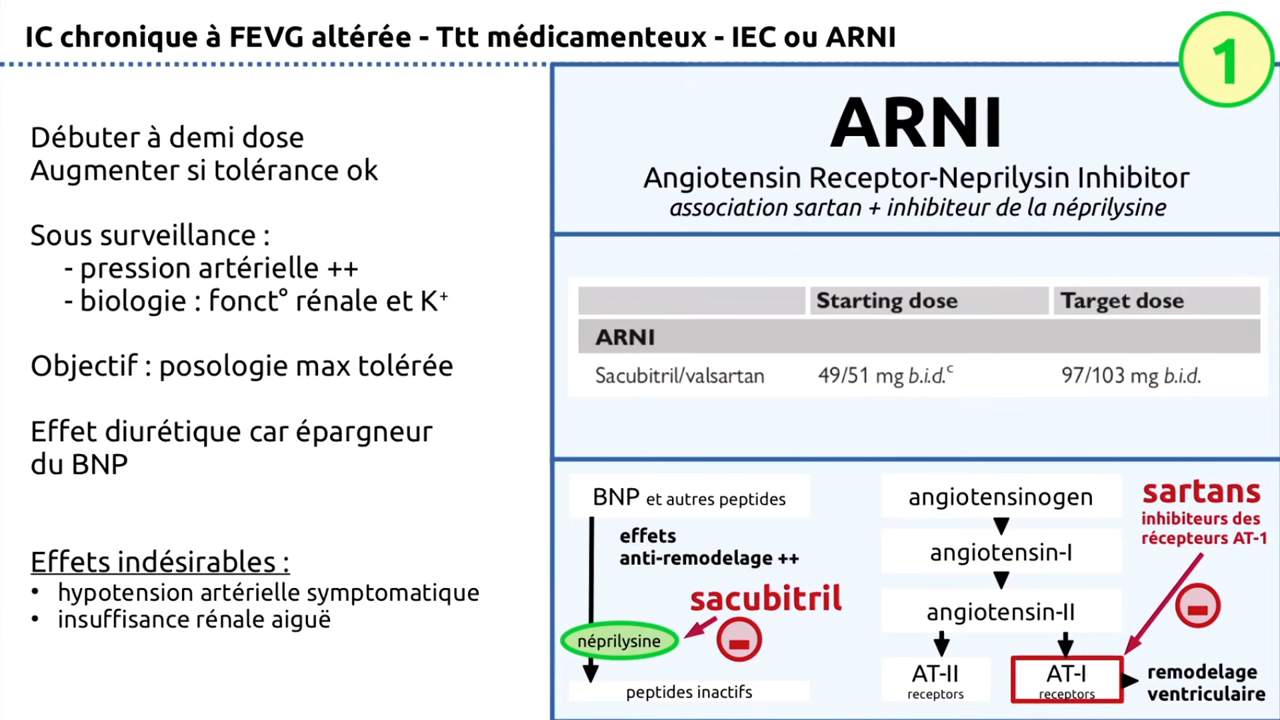 IC chronique à FEVG altérée - Ttt médicamenteux - IEC ou ARNI
1
Débuter à demi dose
Augmenter si tolérance ok
Sous surveillance :
- pression artérielle ++
- biologie : fonct° rénale et K⁺
Objectif : posologie max tolérée
Effet diurétique car épargneur
du BNP
Effets indésirables :
• hypotension artérielle symptomatique
• insuffisance rénale aiguë
ARNI
Angiotensin Receptor-Neprilysin Inhibitor
association sartan + inhibiteur de la néprilysine
Starting dose Target dose
ARNI
Sacubitril/valsartan 49/51 mg b.i.d.ᶜ 97/103 mg b.i.d.
BNP et autres peptides
effets
anti-remodelage ++
sacubitril
néprilysine
peptides inactifs
angiotensinogen
angiotensin-I
angiotensin-II
AT-II
receptors
AT-I
receptors
sartans
inhibiteurs des
récepteurs AT-1
remodelage
ventriculaire